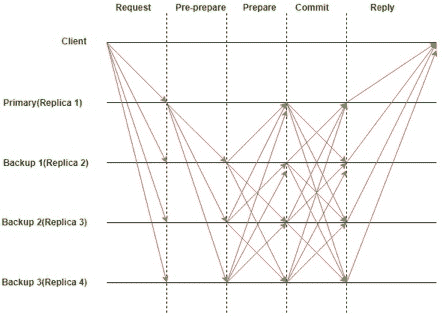 Request Pre-prepare Prepare Commit Reply
Client
Primary(Replica 1)
Backup 1(Replica 2)
Backup 2(Replica 3)
Backup 3(Replica 4)